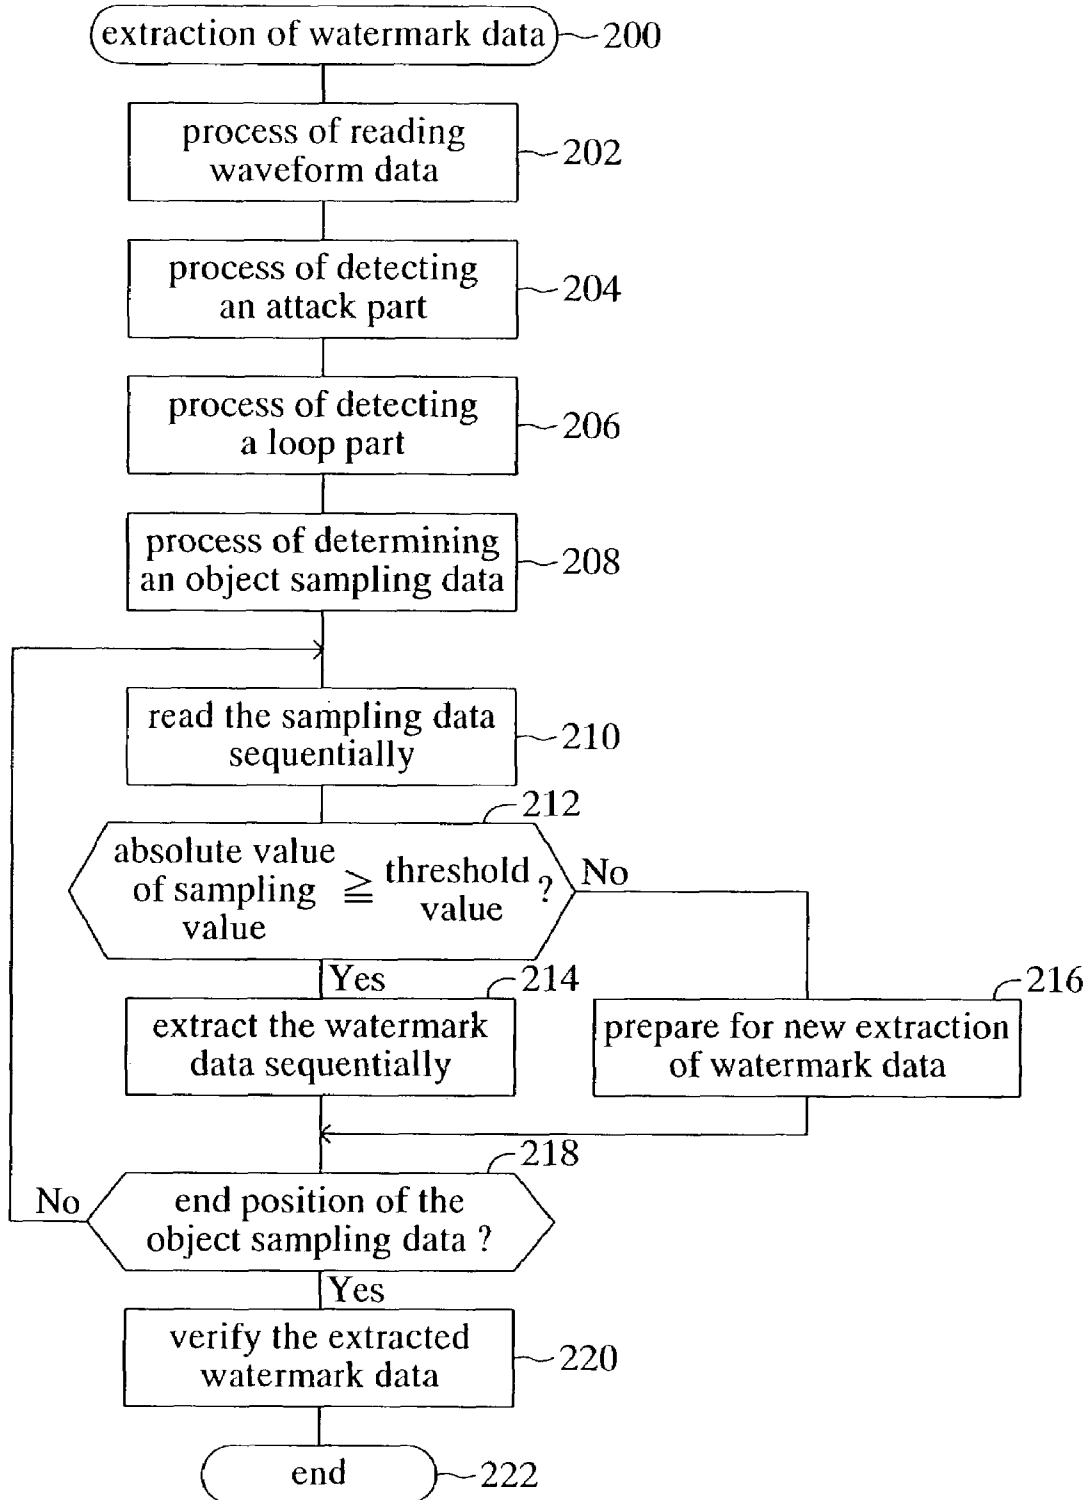 extraction of watermark data
200
process of reading
waveform data
202
process of detecting
an attack part
204
process of detecting
a loop part
206
process of determining
an object sampling data
208
read the sampling data
sequentially
210
212
absolute value
of sampling
value
≧
threshold
value
?
No
Yes
214
extract the watermark
data sequentially
216
prepare for new extraction
of watermark data
218
end position of the
object sampling data ?
No
Yes
verify the extracted
watermark data
220
end
222